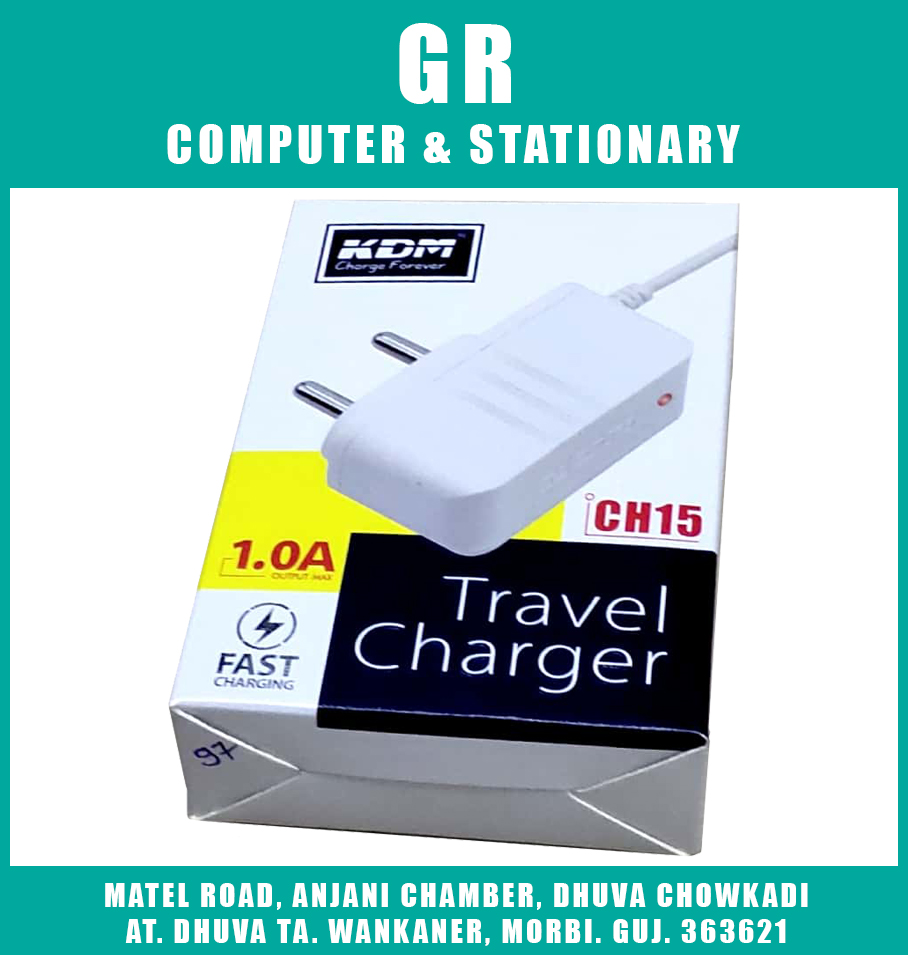 GR
COMPUTER & STATIONARY
KDM
Charge Forever
CH15
1.0A
OUTPUT MAX
Travel
Charger
FAST
CHARGING
97
MATEL ROAD, ANJANI CHAMBER, DHUVA CHOWKADI
AT. DHUVA TA. WANKANER, MORBI. GUJ. 363621